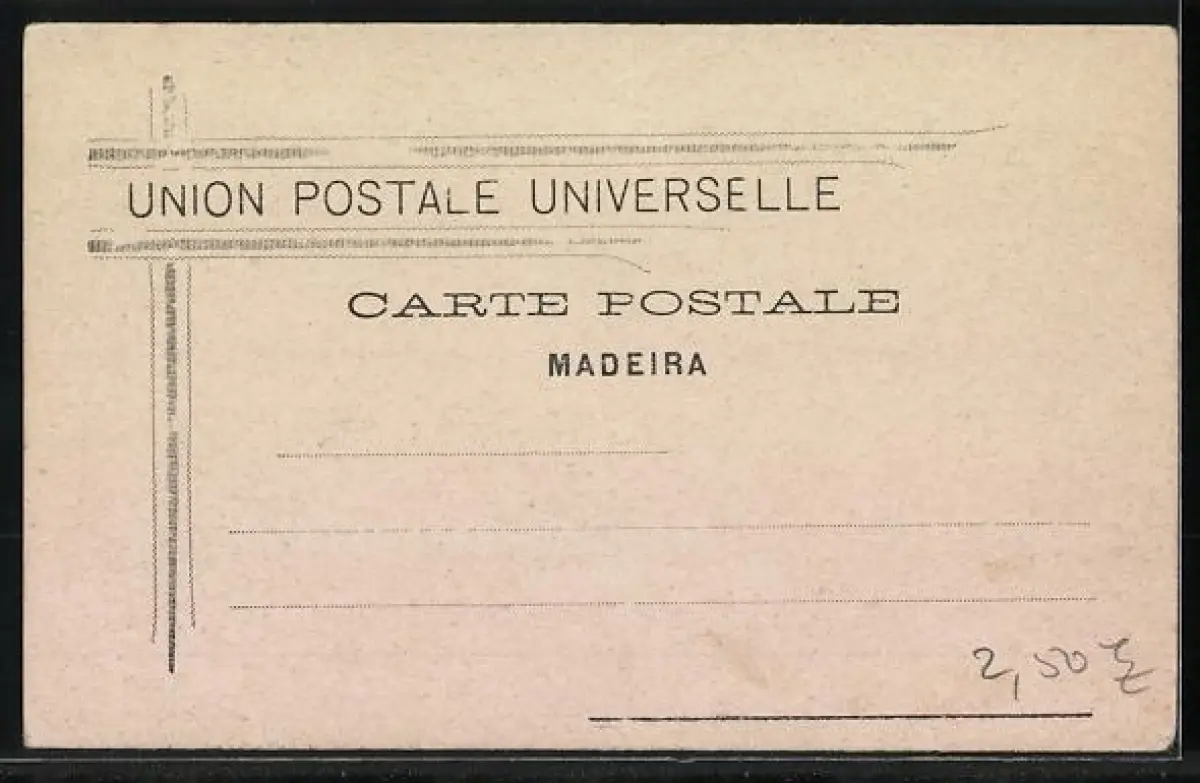 UNION POSTALE UNIVERSELLE
CARTE POSTALE
MADEIRA
2,50